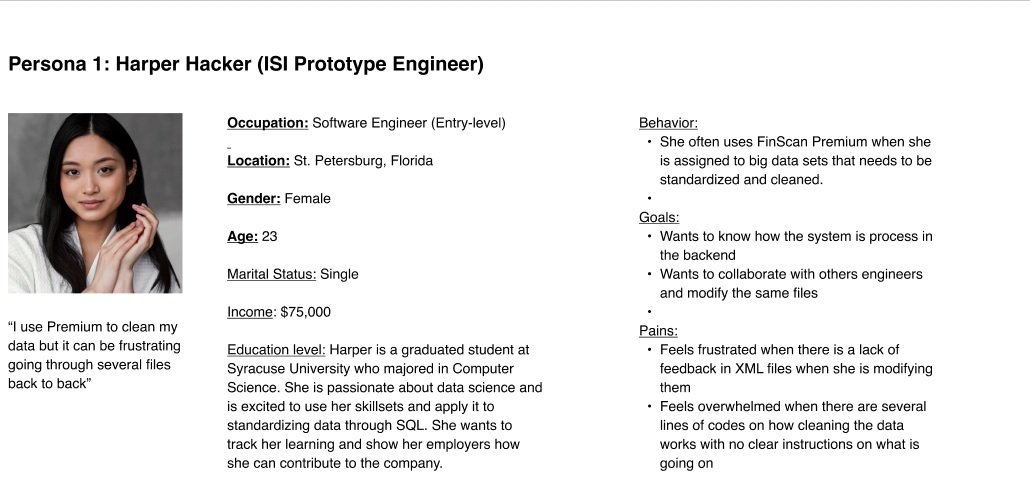 Persona 1: Harper Hacker (ISI Prototype Engineer)
“I use Premium to clean my
data but it can be frustrating
going through several files
back to back”
Occupation: Software Engineer (Entry-level)
Location: St. Petersburg, Florida
Gender: Female
Age: 23
Marital Status: Single
Income: $75,000
Education level: Harper is a graduated student at
Syracuse University who majored in Computer
Science. She is passionate about data science and
is excited to use her skillsets and apply it to
standardizing data through SQL. She wants to
track her learning and show her employers how
she can contribute to the company.
Behavior:
• She often uses FinScan Premium when she
is assigned to big data sets that needs to be
standardized and cleaned.
•
Goals:
• Wants to know how the system is process in
the backend
• Wants to collaborate with others engineers
and modify the same files
•
Pains:
• Feels frustrated when there is a lack of
feedback in XML files when she is modifying
them
• Feels overwhelmed when there are several
lines of codes on how cleaning the data
works with no clear instructions on what is
going on